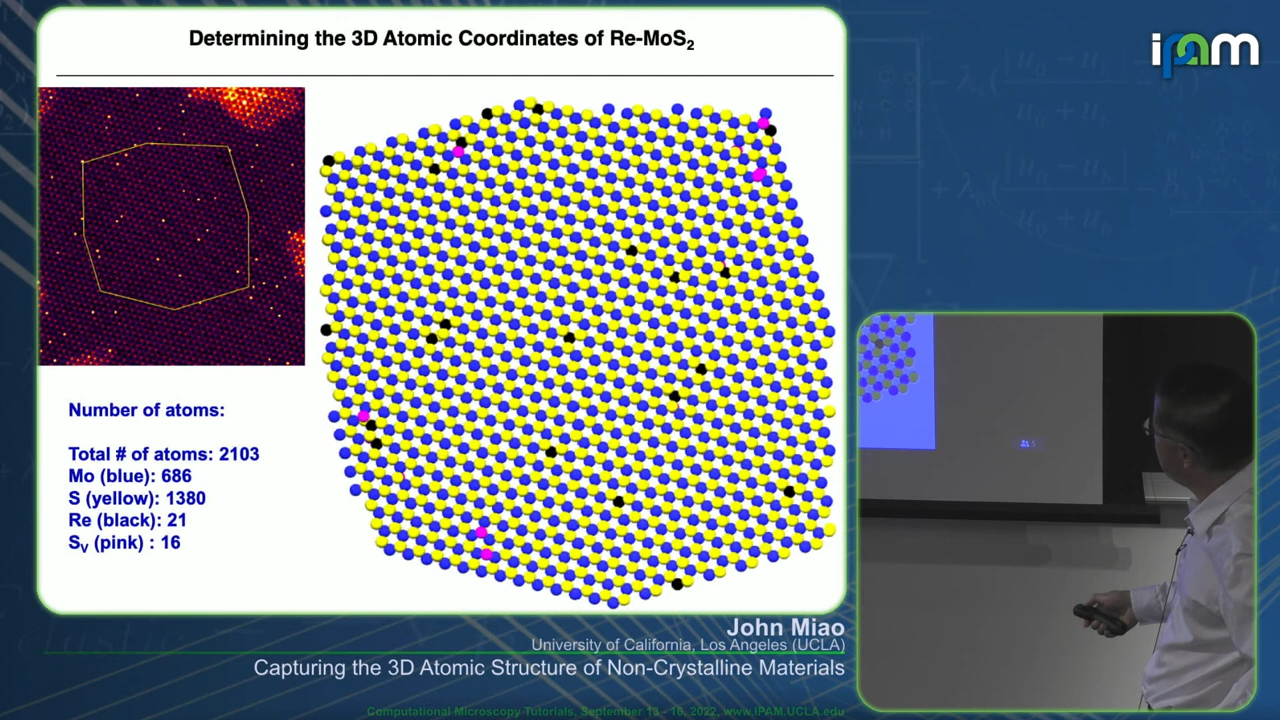 Determining the 3D Atomic Coordinates of Re-MoS₂
ipam
Number of atoms:
Total # of atoms: 2103
Mo (blue): 686
S (yellow): 1380
Re (black): 21
Sᵥ (pink) : 16
John Miao
University of California, Los Angeles (UCLA)
Capturing the 3D Atomic Structure of Non-Crystalline Materials
Computational Microscopy Tutorials, September 13 - 16, 2022, www.IPAM.UCLA.edu